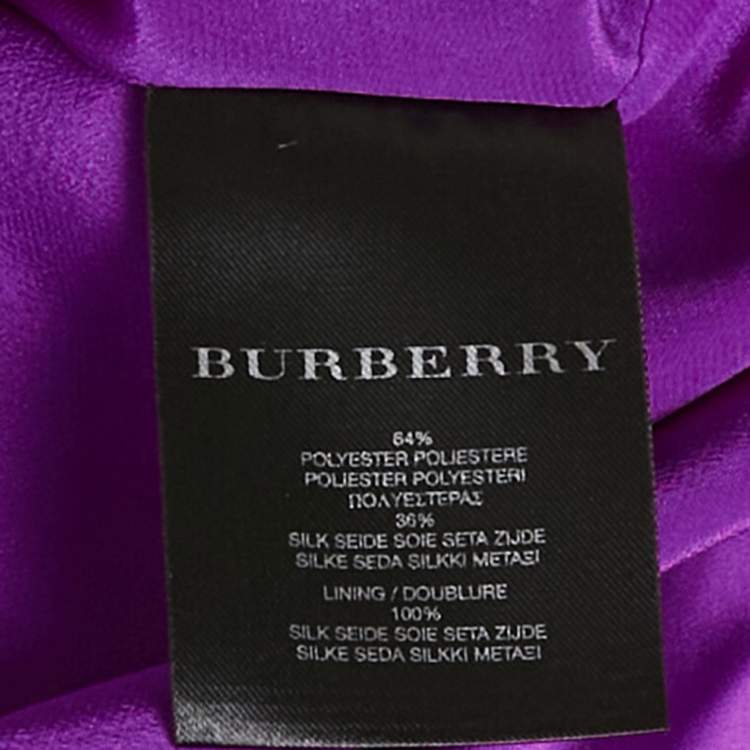 BURBERRY
64%
POLYESTER POLIESTERE
POLIESTER POLYESTERI
ΠΟΛΥΕΣΤΕΡΑΣ
36%
SILK SEIDE SOIE SETA ZIJDE
SILKE SEDA SILKKI ΜΕΤΑΞΙ
LINING / DOUBLURE
100%
SILK SEIDE SOIE SETA ZIJDE
SILKE SEDA SILKKI ΜΕΤΑΞΙ